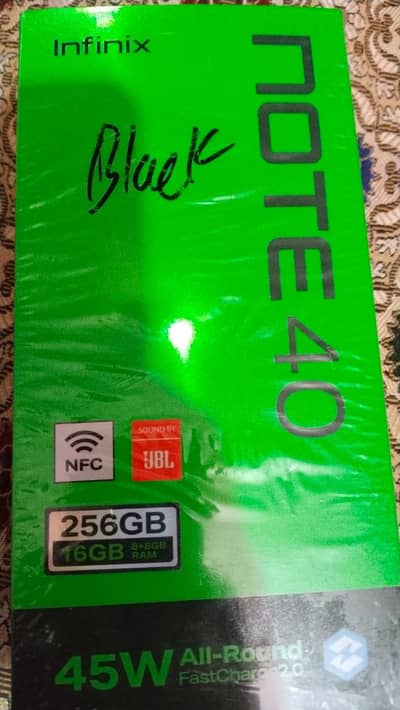 Infinix
NOTE 40
Black
NFC
SOUND BY
JBL
256GB
16GB 8+8GB
RAM
45W All-Round
FastCharge2.0